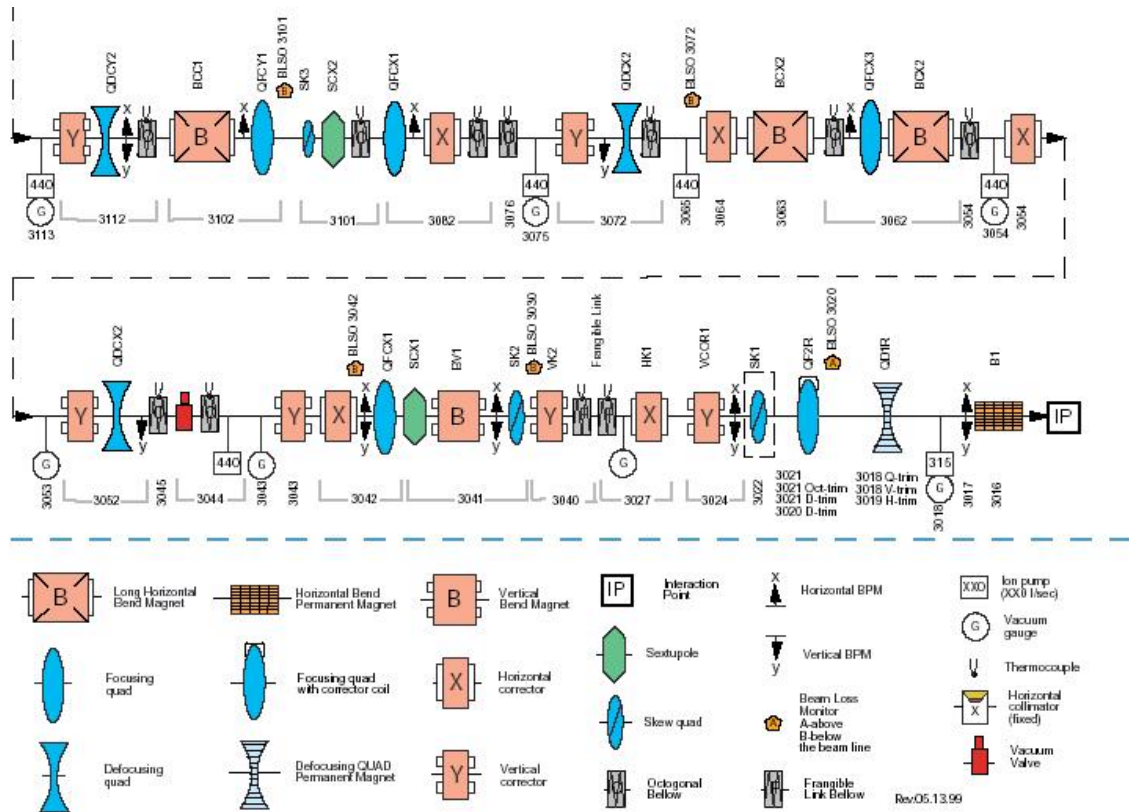 QDCY2 BCC1 QFCY1 BLSO 3101 SK3 SCX2 QFCX1 QDCX2 BLSO 3072 BCX2 QFCX3 BCX2
B B
X X X X
Y B X Y X B B X
y y
440 440 440 440
G G G
3113 3112 3102 3101 3082 3076 3075 3072 3065 3064 3063 3062 3054 3054 3054
QDCX2 BLSO 3042 QFCX1 SCX1 BV1 SK2 BLSO 3030 VK2 Frangible Link HK1 VCOR1 SK1 QF2R BLSO 3020 QD1R B1
B B A
X X X X
Y Y X B Y X Y IP
y y y y y
G 440 G G 315
G
3053 3052 3045 3044 3043 3043 3042 3041 3040 3027 3024 3022
3021
3021 Oct-trim
3021 D-trim
3020 D-trim
3018 Q-trim
3018 V-trim
3019 H-trim
3018 3017 3016
B
Long Horizontal
Bend Magnet
Horizontal Bend
Permanent Magnet
B
Vertical
Bend Magnet
IP
Interaction
Point
X
Horizontal BPM
XX0
Ion pump
(XX0 l/sec)
G
Vacuum
gauge
Focusing
quad
Focusing quad
with corrector coil
X
Horizontal
corrector
Sextupole
Vertical BPM
y
Thermocouple
Skew quad
A
Beam Loss
Monitor
A-above
B-below
the beam line
X
Horizontal
collimator
(fixed)
Defocusing
quad
Defocusing QUAD
Permanent Magnet
Y
Vertical
corrector
Octogonal
Bellow
Frangible
Link Bellow
Vacuum
Valve
Rev.05.13.99